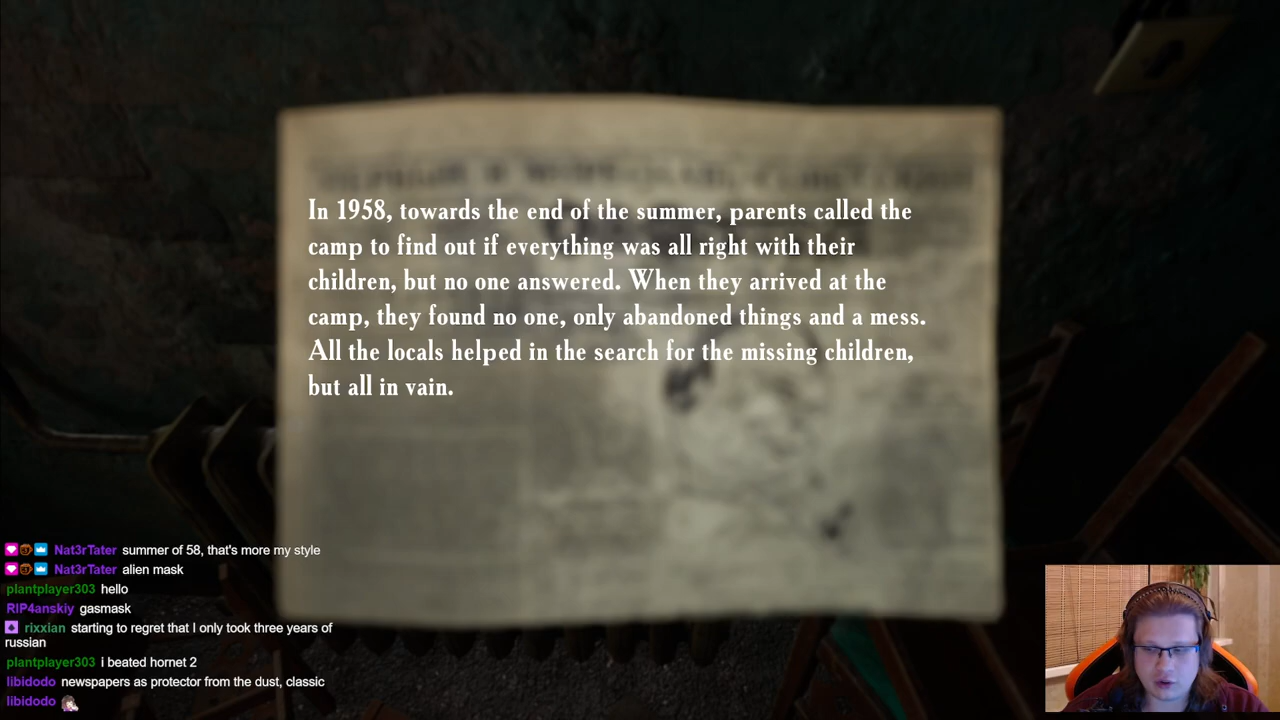 In 1958, towards the end of the summer, parents called the
camp to find out if everything was all right with their
children, but no one answered. When they arrived at the
camp, they found no one, only abandoned things and a mess.
All the locals helped in the search for the missing children,
but all in vain.
Nat3rTater summer of 58, that's more my style
Nat3rTater alien mask
plantplayer303 hello
RIP4anskiy gasmask
rixxian starting to regret that I only took three years of
russian
plantplayer303 i beated hornet 2
libidodo newspapers as protector from the dust, classic
libidodo